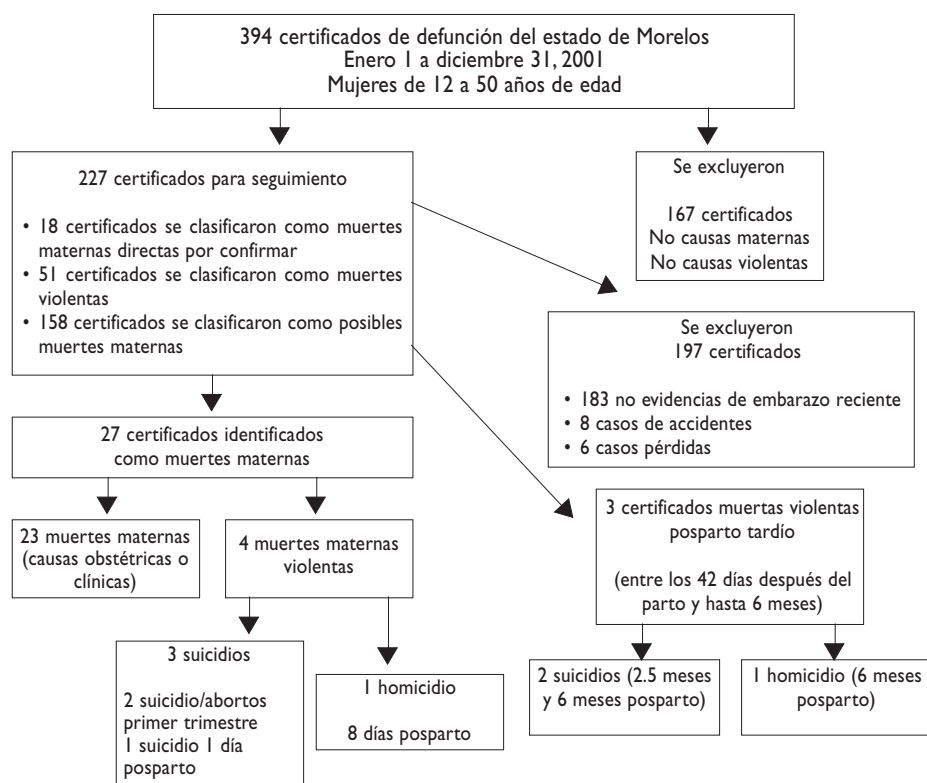 394 certificados de defunción del estado de Morelos
Enero 1 a diciembre 31, 2001
Mujeres de 12 a 50 años de edad
227 certificados para seguimiento
• 18 certificados se clasificaron como muertes
maternas directas por confirmar
• 51 certificados se clasificaron como muertes
violentas
• 158 certificados se clasificaron como posibles
muertes maternas
Se excluyeron
167 certificados
No causas maternas
No causas violentas
Se excluyeron
197 certificados
• 183 no evidencias de embarazo reciente
• 8 casos de accidentes
• 6 casos pérdidas
27 certificados identificados
como muertes maternas
23 muertes maternas
(causas obstétricas o
clínicas)
4 muertes maternas
violentas
3 certificados muertas violentas
posparto tardío
(entre los 42 días después del
parto y hasta 6 meses)
3 suicidios
2 suicidio/abortos
primer trimestre
1 suicidio 1 día
posparto
1 homicidio
8 días posparto
2 suicidios (2.5 meses
y 6 meses posparto)
1 homicidio (6 meses
posparto)